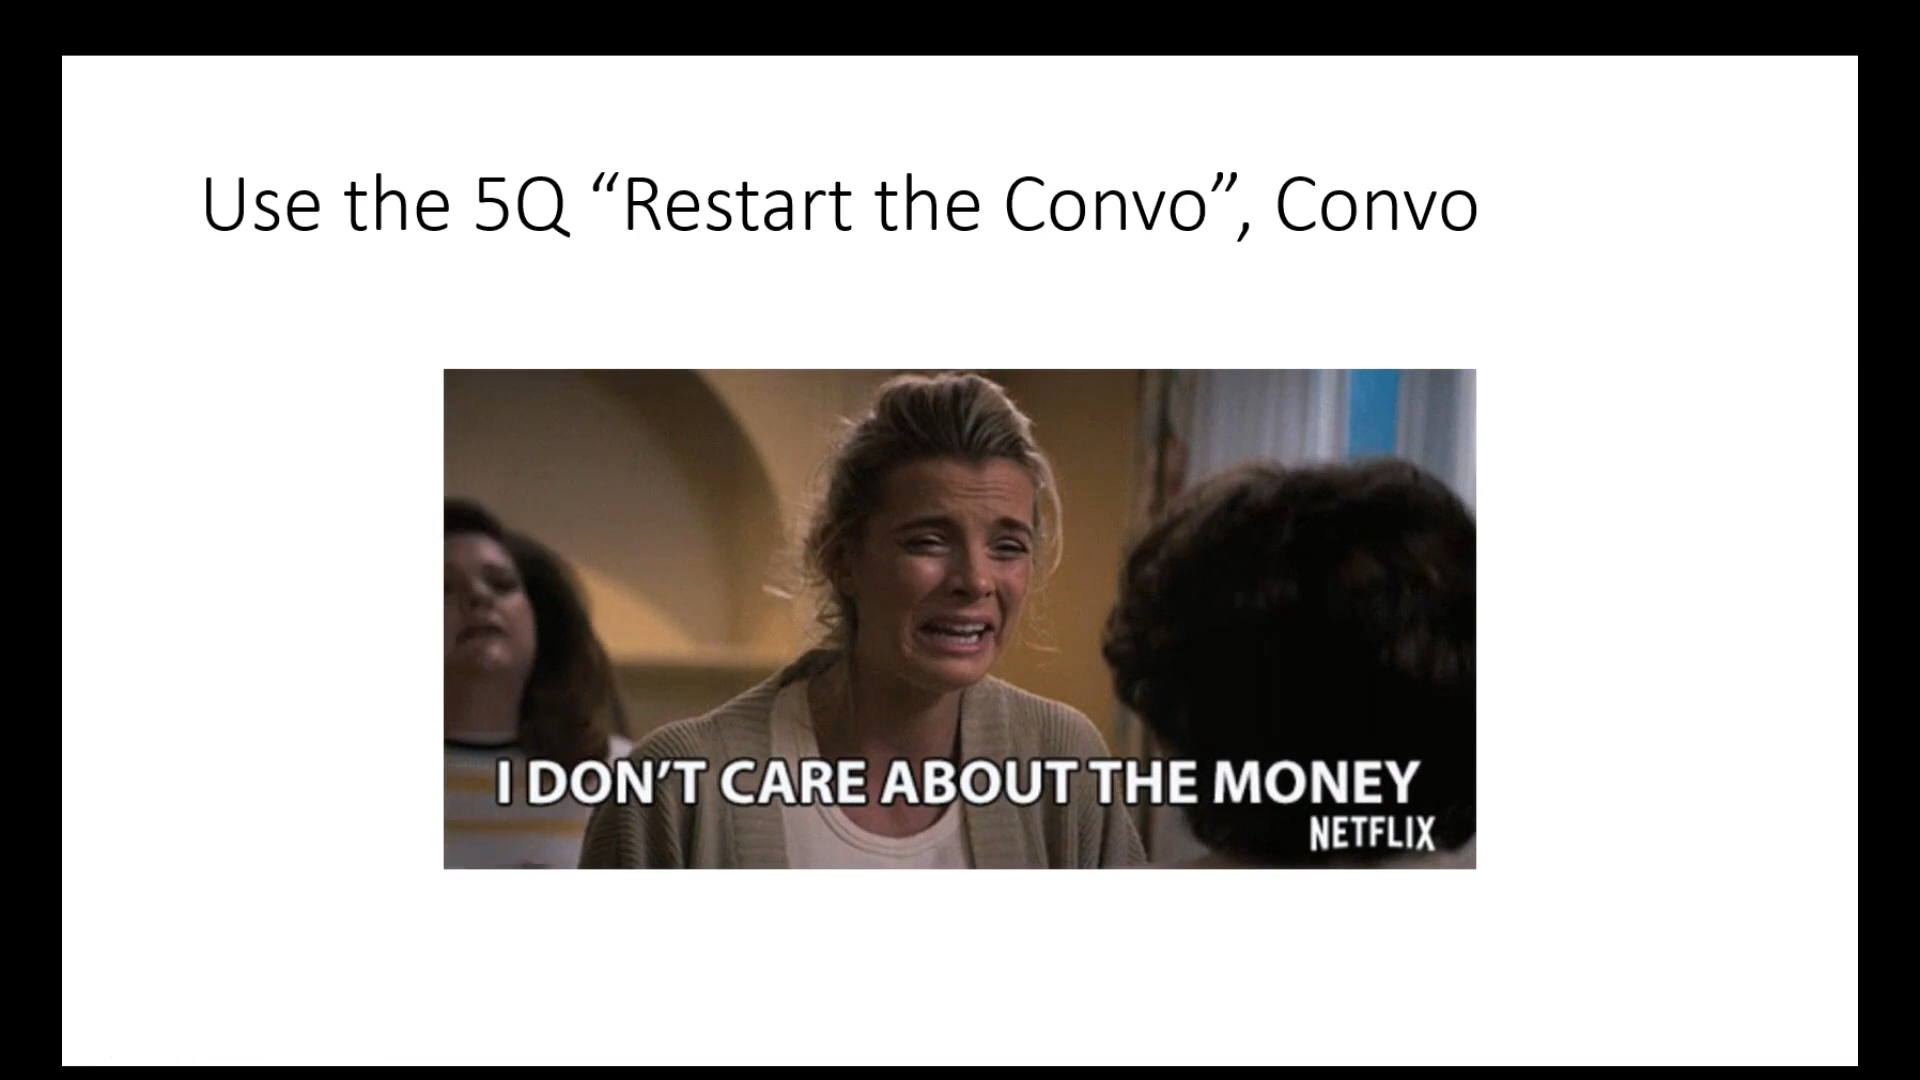 Use the 5Q “Restart the Convo”, Convo
I DON’T CARE ABOUT THE MONEY
NETFLIX